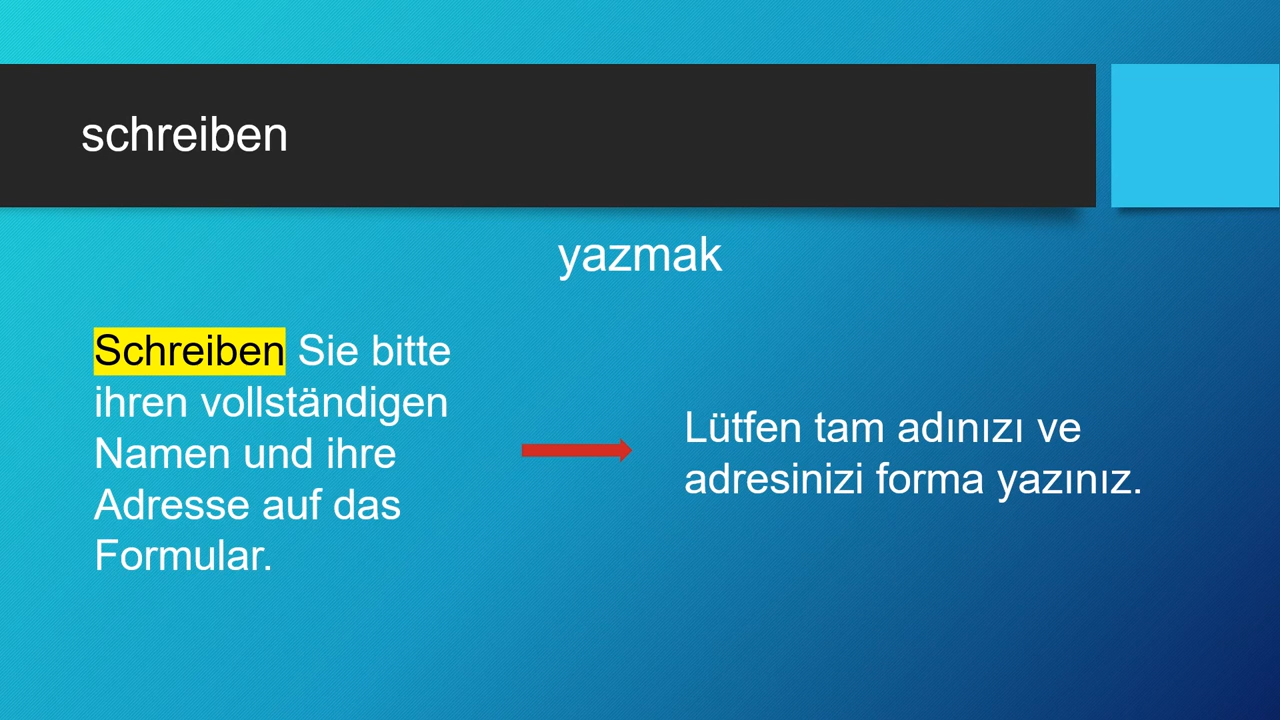 schreiben
yazmak
Schreiben Sie bitte
ihren vollständigen
Namen und ihre
Adresse auf das
Formular.
Lütfen tam adınızı ve
adresinizi forma yazınız.